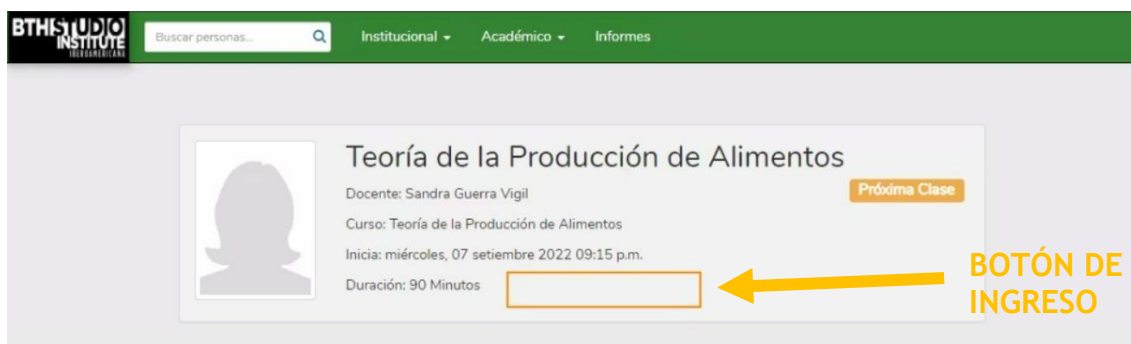 BTHSTUDIO
INSTITUTE
IBEROAMERICANA
Buscar personas...
Institucional
Académico
Informes
Teoría de la Producción de Alimentos
Docente: Sandra Guerra Vigil
Próxima Clase
Curso: Teoría de la Producción de Alimentos
Inicia: miércoles, 07 setiembre 2022 09:15 p.m.
Duración: 90 Minutos
BOTÓN DE
INGRESO